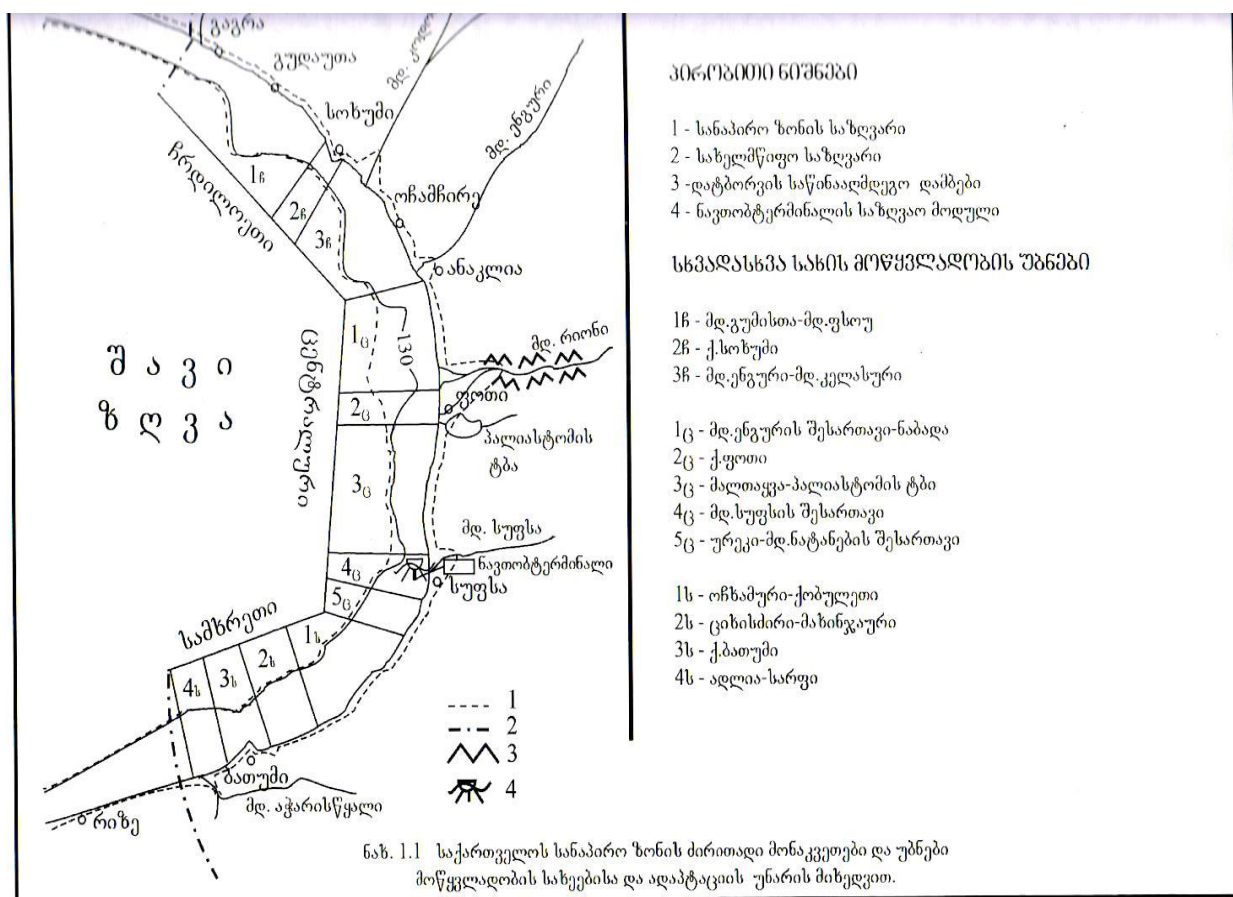 გაგრა
გუდაუთა
სოხუმი
მდ. კოდო
მდ. ენგური
ოჩამჩირე
ანაკლია
ჩრდილოეთი
1ჩ
2ჩ
3ჩ
შავი
ზღვა
ცენტრალური
1ც
130
მდ. რიონი
2ც
ფოთი
პალიასტომის
ტბა
3ც
მდ. სუფსა
4ც
ნავთობტერმინალი
სუფსა
5ც
სამხრეთი
1ს
2ს
3ს
4ს
ბათუმი
მდ. აჭარისწყალი
რიზე
1
2
3
4
პირობითი ნიშნები
1 - სანაპირო ზონის საზღვარი
2 - სახელმწიფო საზღვარი
3 -დატბორვის საწინააღმდეგო დამბები
4 - ნავთობტერმინალის საზღვაო მოდული
სხვადასხვა სახის მოწყვლადობის უბნები
1ჩ - მდ.გუმისთა-მდ.ფსოუ
2ჩ - ქ.სოხუმი
3ჩ - მდ.ენგური-მდ.კელასური
1ც - მდ.ენგურის შესართავი-ნაბადა
2ც - ქ.ფოთი
3ც - მალთაყვა-პალიასტომის ტბი
4ც - მდ.სუფსის შესართავი
5ც - ურეკი-მდ.ნატანების შესართავი
1ს - ოჩხამური-ქობულეთი
2ს - ციხისძირი-მახინჯაური
3ს - ქ.ბათუმი
4ს - ადლია-სარფი
ნახ. 1.1 საქართველოს სანაპირო ზონის ძირითადი მონაკვეთები და უბნები
მოწყვლადობის სახეებისა და ადაპტაციის უნარის მიხედვით.